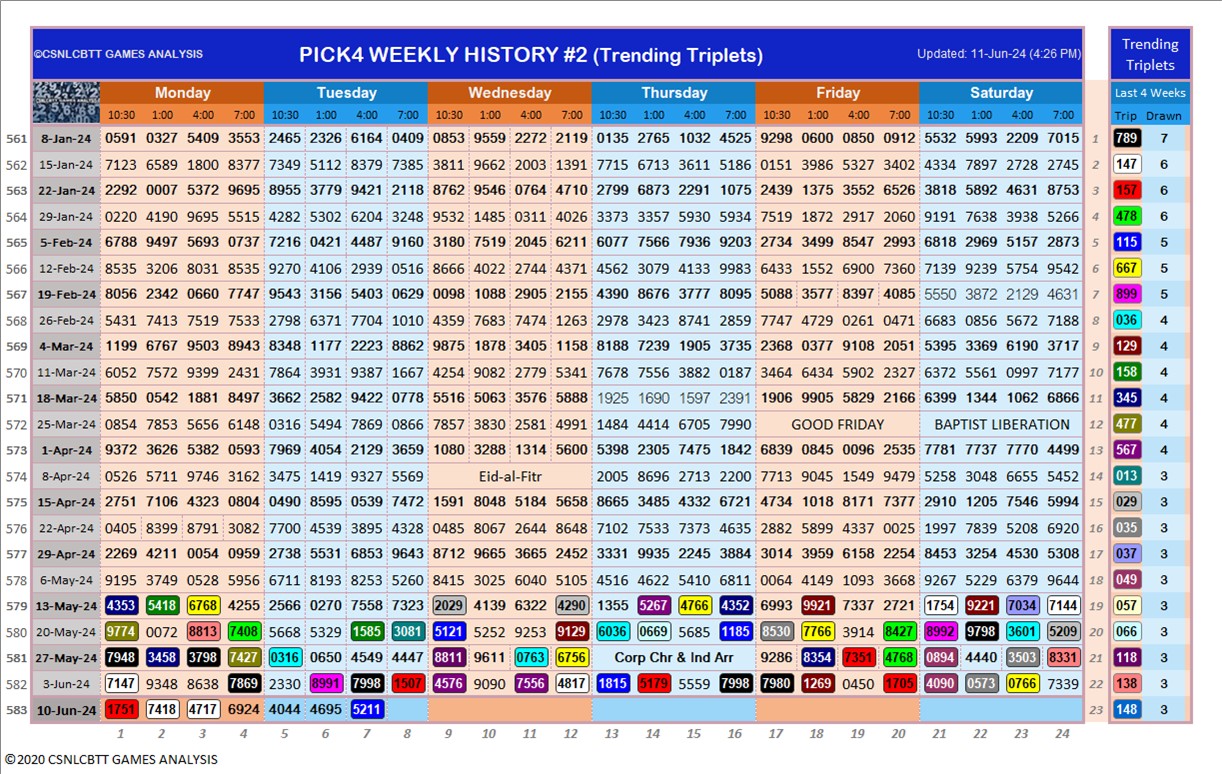 ©CSNLCBTT GAMES ANALYSIS PICK4 WEEKLY HISTORY #2 (Trending Triplets) Updated: 11-Jun-24 (4:26 PM) Trending Triplets
Monday Tuesday Wednesday Thursday Friday Saturday Last 4 Weeks
10:30 1:00 4:00 7:00 10:30 1:00 4:00 7:00 10:30 1:00 4:00 7:00 10:30 1:00 4:00 7:00 10:30 1:00 4:00 7:00 10:30 1:00 4:00 7:00 Trip Drawn
561 8-Jan-24 0591 0327 5409 3553 2465 2326 6164 0409 0853 9559 2272 2119 0135 2765 1032 4525 9298 0600 0850 0912 5532 5993 2209 7015 1 789 7
562 15-Jan-24 7123 6589 1800 8377 7349 5112 8379 7385 9811 9662 2003 1391 7715 6713 3611 5186 0151 3986 5327 3402 4334 7897 2728 2745 2 147 6
563 22-Jan-24 2292 0007 5372 9695 8955 3779 9421 2118 8762 9546 0764 4710 2799 6873 2291 1075 2439 1375 3552 6526 3818 5892 4631 8753 3 157 6
564 29-Jan-24 0220 4190 9695 5515 4282 5302 6204 3248 9532 1485 0311 4026 3373 3357 5930 5934 7519 1872 2917 2060 9191 7638 3938 5266 4 478 6
565 5-Feb-24 6788 9497 5693 0737 7216 0421 4487 9160 3180 7519 2045 6211 6077 7566 7936 9203 2734 3499 8547 2993 6818 2969 5157 2873 5 115 5
566 12-Feb-24 8535 3206 8031 8535 9270 4106 2939 0516 8666 4022 2744 4371 4562 3079 4133 9983 6433 1552 6900 7360 7139 9239 5754 9542 6 667 5
567 19-Feb-24 8056 2342 0660 7747 9543 3156 5403 0626 9098 1088 2905 2155 4390 8676 3777 8095 5088 3577 8397 4085 5550 3872 2129 4631 7 899 5
568 26-Feb-24 5431 7413 7519 7533 2798 6371 7704 1010 4359 7683 7474 1263 2978 3423 8741 2859 7747 4729 0261 0471 6683 0856 5672 7188 8 036 4
569 4-Mar-24 1199 6767 9503 8943 8348 1177 2223 8862 9875 1878 3405 1158 8188 7239 1905 3735 2368 0377 9108 2051 5395 3369 6190 3717 9 129 4
570 11-Mar-24 6052 7572 9399 2431 7864 3931 9387 1667 4254 9082 2779 5341 7678 7556 3882 0187 3464 6434 5902 2327 6372 5561 0997 7177 10 158 4
571 18-Mar-24 5850 0542 1881 8497 3662 2582 9422 0778 5516 5063 3576 5888 1925 1690 1597 2391 1906 9905 5829 2166 6399 1344 1062 6866 11 345 4
572 25-Mar-24 0854 7853 5656 6148 0316 5494 7869 0866 7857 3830 2581 4991 1484 4414 6705 7990 GOOD FRIDAY BAPTIST LIBERATION 12 477 4
573 1-Apr-24 9372 3626 5382 0593 7969 4054 2129 3659 1080 3288 1314 5600 5398 2305 7475 1842 6839 0845 0096 2535 7781 7737 7770 4499 13 567 4
574 8-Apr-24 0526 5711 9746 3162 3475 1419 9327 5569 Eid-al-Fitr 2005 8696 2713 2200 7713 9045 1549 9479 5228 3048 6655 5452 14 013 3
575 15-Apr-24 2751 7106 4323 0804 0490 8595 0539 7472 1591 8048 5184 5658 8665 3485 4332 6721 4734 1018 8171 7377 2910 1205 7546 5994 15 029 3
576 22-Apr-24 0405 8399 8791 3082 7700 4539 3895 4328 0485 8067 2644 8648 7102 7533 7373 4635 2882 5899 4337 0025 1997 7839 5208 6920 16 035 3
577 29-Apr-24 2269 4211 0054 0959 2738 5531 6853 9643 8712 9665 3665 2452 3331 9935 2245 3884 3014 3959 6158 2254 8453 3254 4530 5308 17 037 3
578 6-May-24 9195 3749 0528 5956 6711 8193 8253 5260 8415 3025 6040 5105 4516 4622 5410 6811 0064 4149 1093 3668 9267 5229 6379 9644 18 049 3
579 13-May-24 4353 5418 6768 4255 2566 0270 7558 7323 2029 4139 6322 4290 1355 5267 4766 4352 6993 9921 7337 2721 1754 9221 7034 7144 19 057 3
580 20-May-24 9774 0072 8813 7408 5668 5329 1585 3081 5121 5252 9253 9129 6036 0669 5685 1185 8530 7766 3914 8427 8992 9798 3601 5209 20 066 3
581 27-May-24 7948 3458 3798 7427 0316 0650 4549 4447 8811 9611 0763 6756 Corp Chr & Ind Arr 9286 8354 7351 4768 0894 4440 3503 8331 21 118 3
582 3-Jun-24 7147 9348 8638 7869 2330 8991 7998 1507 4576 9090 7556 4817 1815 5179 5559 7998 7980 1269 0450 1705 4090 0573 0766 7339 22 138 3
583 10-Jun-24 1751 7418 4717 6924 4044 4695 5211 23 148 3
1 2 3 4 5 6 7 8 9 10 11 12 13 14 15 16 17 18 19 20 21 22 23 24
©2020 CSNLCBTT GAMES ANALYSIS